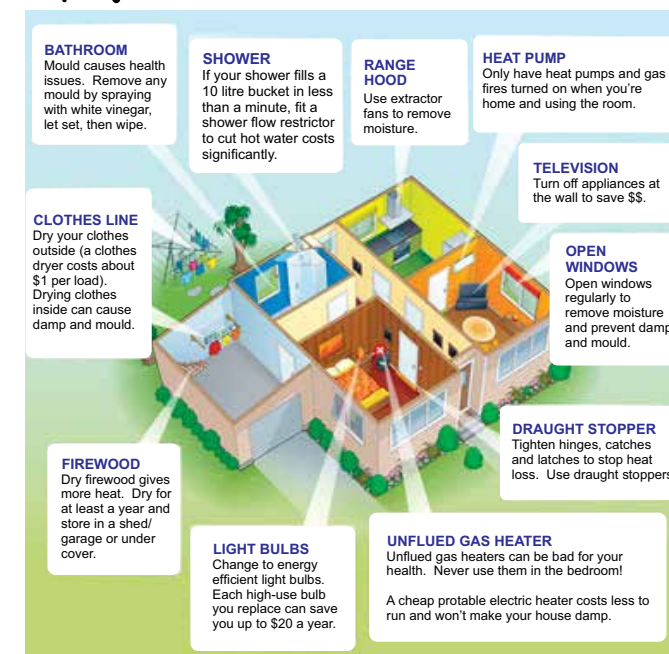 BATHROOM
Mould causes health
issues. Remove any
mould by spraying
with white vinegar,
let set, then wipe.
SHOWER
If your shower fills a
10 litre bucket in less
than a minute, fit a
shower flow restrictor
to cut hot water costs
significantly.
RANGE
HOOD
Use extractor
fans to remove
moisture.
HEAT PUMP
Only have heat pumps and gas
fires turned on when you're
home and using the room.
TELEVISION
Turn off appliances at
the wall to save $$.
CLOTHES LINE
Dry your clothes
outside (a clothes
dryer costs about
$1 per load).
Drying clothes
inside can cause
damp and mould.
OPEN
WINDOWS
Open windows
regularly to
remove moisture
and prevent damp
and mould.
DRAUGHT STOPPER
Tighten hinges, catches
and latches to stop heat
loss. Use draught stoppers
FIREWOOD
Dry firewood gives
more heat. Dry for
at least a year and
store in a shed/
garage or under
cover.
LIGHT BULBS
Change to energy
efficient light bulbs.
Each high-use bulb
you replace can save
you up to $20 a year.
UNFLUED GAS HEATER
Unflued gas heaters can be bad for your
health. Never use them in the bedroom!
A cheap protable electric heater costs less to
run and won't make your house damp.